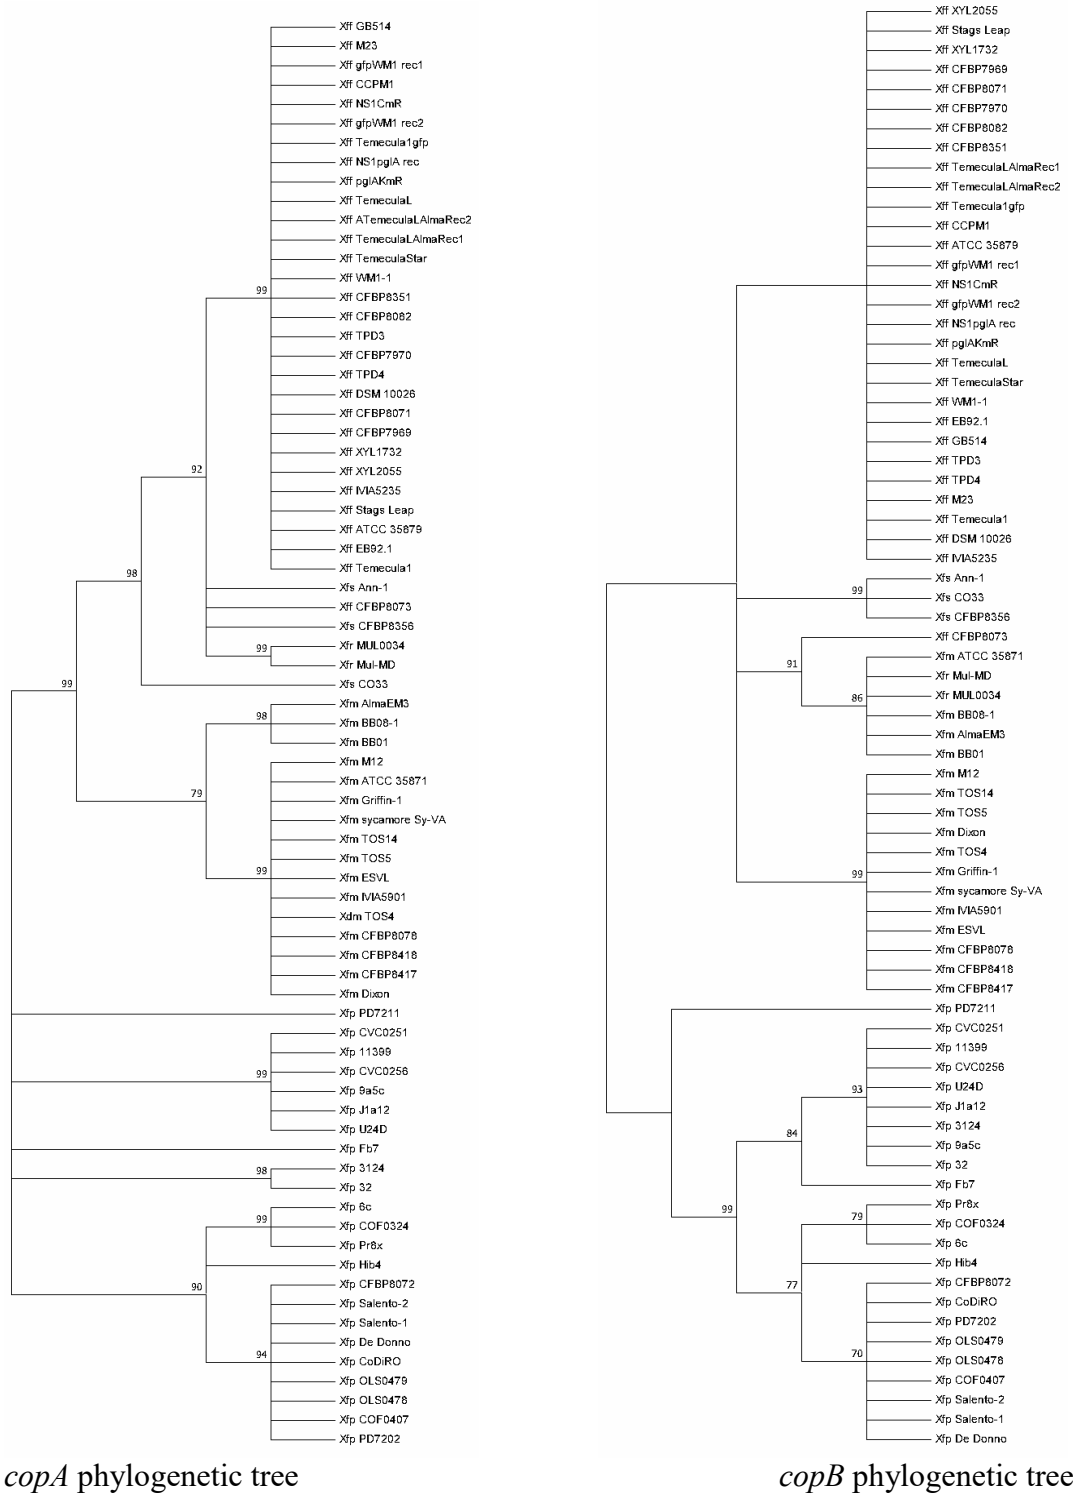 Xff GB514
Xff M23
Xff gfpWM1 rec1
Xff CCPM1
Xff NS1CmR
Xff gfpWM1 rec2
Xff Temecula1gfp
Xff NS1pglA rec
Xff pglAKmR
Xff TemeculaL
Xff ATemeculaLAlmaRec2
Xff TemeculaLAlmaRec1
Xff TemeculaStar
Xff WM1-1
99
Xff CFBP8351
Xff CFBP8082
Xff TPD3
Xff CFBP7970
Xff TPD4
Xff DSM 10026
Xff CFBP8071
Xff CFBP7969
Xff XYL1732
92
Xff XYL2055
Xff IVIA5235
Xff Stags Leap
Xff ATCC 35879
Xff EB92.1
Xff Temecula1
98
Xfs Ann-1
Xff CFBP8073
Xfs CFBP8356
99
Xfr MUL0034
Xfr Mul-MD
99
Xfs CO33
Xfm AlmaEM3
98
Xfm BB08-1
Xfm BB01
Xfm M12
Xfm ATCC 35871
79
Xfm Griffin-1
Xfm sycamore Sy-VA
Xfm TOS14
Xfm TOS5
99
Xfm ESVL
Xfm IVIA5901
Xdm TOS4
Xfm CFBP8078
Xfm CFBP8418
Xfm CFBP8417
Xfm Dixon
Xfp PD7211
Xfp CVC0251
Xfp 11399
99
Xfp CVC0256
Xfp 9a5c
Xfp J1a12
Xfp U24D
Xfp Fb7
98
Xfp 3124
Xfp 32
Xfp 6c
99
Xfp COF0324
Xfp Pr8x
Xfp Hib4
90
Xfp CFBP8072
Xfp Salento-2
Xfp Salento-1
Xfp De Donno
94
Xfp CoDiRO
Xfp OLS0479
Xfp OLS0478
Xfp COF0407
Xfp PD7202
copA phylogenetic tree
Xff XYL2055
Xff Stags Leap
Xff XYL1732
Xff CFBP7969
Xff CFBP8071
Xff CFBP7970
Xff CFBP8082
Xff CFBP8351
Xff TemeculaLAlmaRec1
Xff TemeculaLAlmaRec2
Xff Temecula1gfp
Xff CCPM1
Xff ATCC 35879
Xff gfpWM1 rec1
Xff NS1CmR
Xff gfpWM1 rec2
Xff NS1pglA rec
Xff pglAKmR
Xff TemeculaL
Xff TemeculaStar
Xff WM1-1
Xff EB92.1
Xff GB514
Xff TPD3
Xff TPD4
Xff M23
Xff Temecula1
Xff DSM 10026
Xff IVIA5235
Xfs Ann-1
99
Xfs CO33
Xfs CFBP8356
Xff CFBP8073
91
Xfm ATCC 35871
Xfr Mul-MD
86
Xfr MUL0034
Xfm BB08-1
Xfm AlmaEM3
Xfm BB01
Xfm M12
Xfm TOS14
Xfm TOS5
Xfm Dixon
Xfm TOS4
99
Xfm Griffin-1
Xfm sycamore Sy-VA
Xfm IVIA5901
Xfm ESVL
Xfm CFBP8078
Xfm CFBP8418
Xfm CFBP8417
Xfp PD7211
Xfp CVC0251
Xfp 11399
Xfp CVC0256
93
Xfp U24D
Xfp J1a12
84
Xfp 3124
Xfp 9a5c
Xfp 32
Xfp Fb7
99
Xfp Pr8x
79
Xfp COF0324
Xfp 6c
Xfp Hib4
77
Xfp CFBP8072
Xfp CoDiRO
Xfp PD7202
Xfp OLS0479
70
Xfp OLS0478
Xfp COF0407
Xfp Salento-2
Xfp Salento-1
Xfp De Donno
copB phylogenetic tree